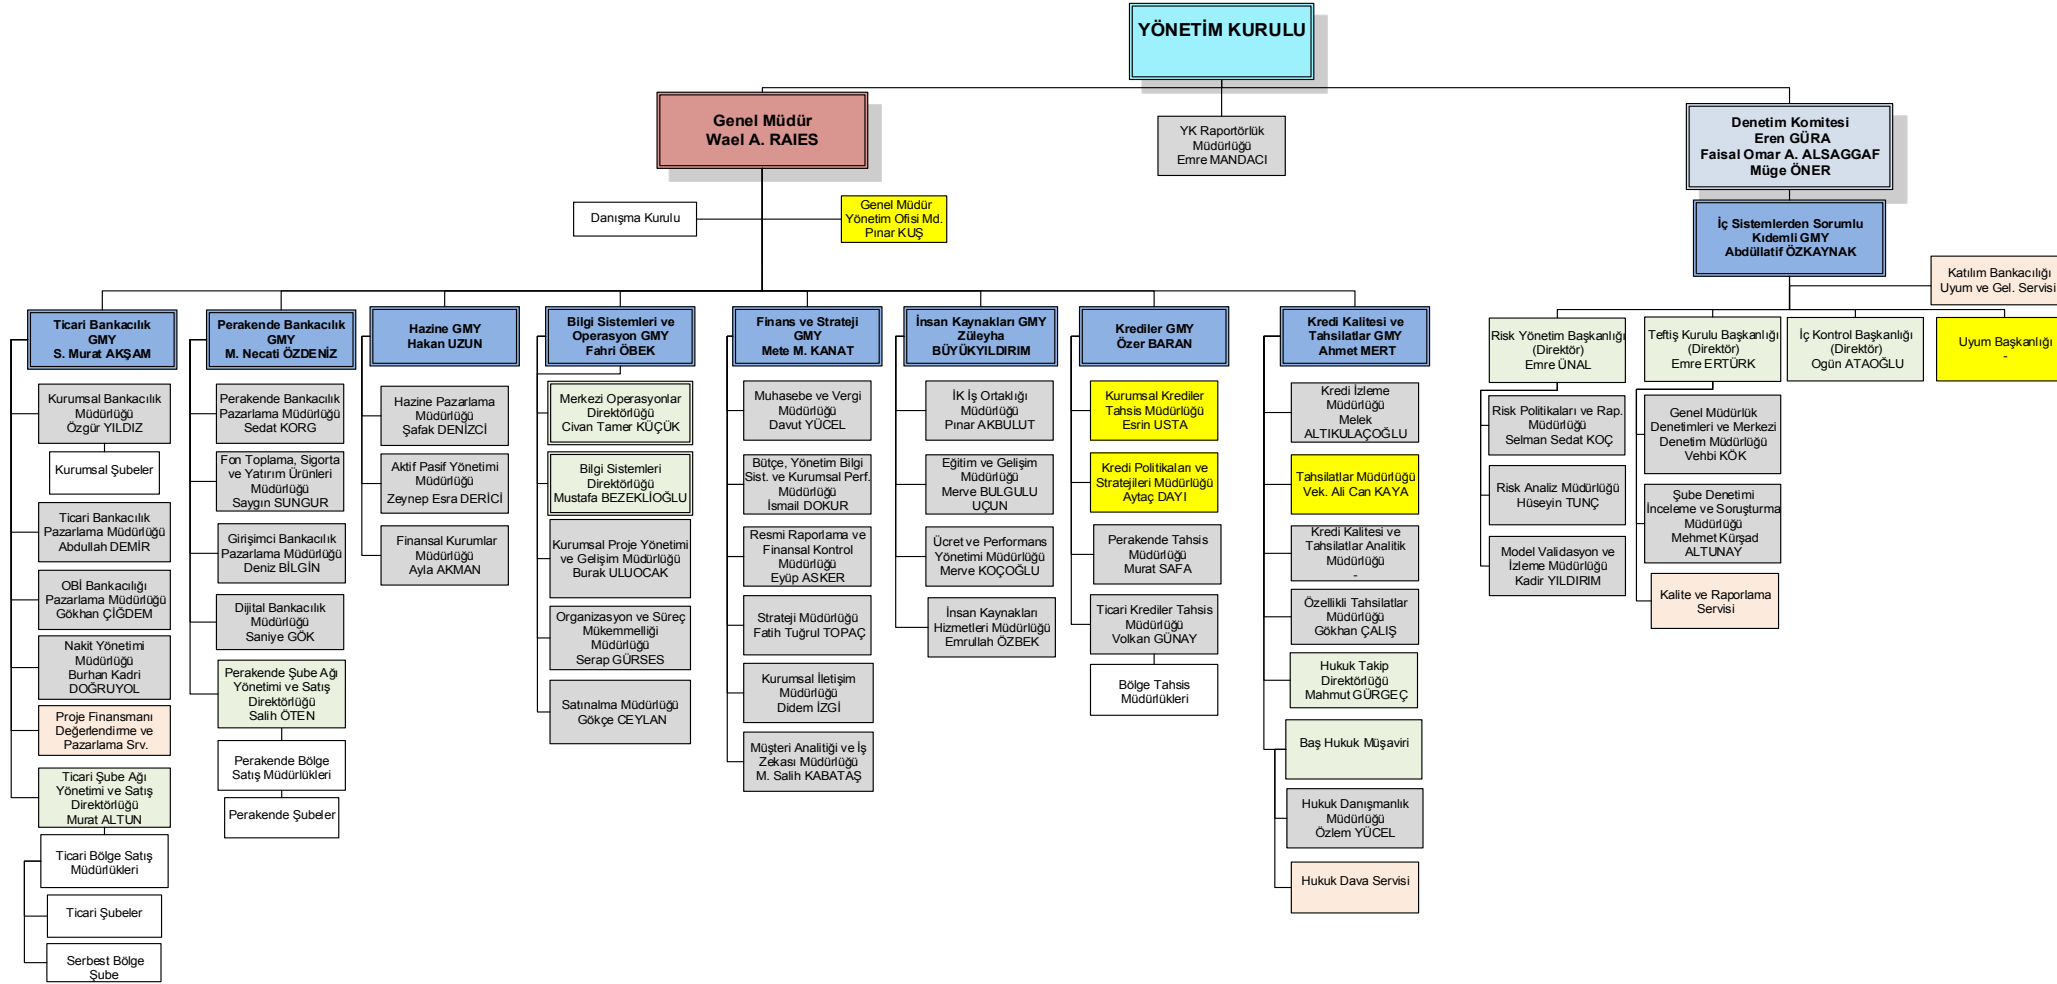 YÖNETİM KURULU
Genel Müdür
Wael A. RAIES
YK Raportörlük
Müdürlüğü
Emre MANDACI
Denetim Komitesi
Eren GÜRA
Faisal Omar A. ALSAGGAF
Müge ÖNER
Danışma Kurulu
Genel Müdür
Yönetim Ofisi Md.
Pınar KUŞ
İç Sistemlerden Sorumlu
Kıdemli GMY
Abdüllatif ÖZKAYNAK
Katılım Bankacılığı
Uyum ve Gel. Servisi
Ticari Bankacılık
GMY
S. Murat AKŞAM
Kurumsal Bankacılık
Müdürlüğü
Özgür YILDIZ
Kurumsal Şubeler
Ticari Bankacılık
Pazarlama Müdürlüğü
Abdullah DEMİR
OBİ Bankacılığı
Pazarlama Müdürlüğü
Gökhan ÇİĞDEM
Nakit Yönetimi
Müdürlüğü
Burhan Kadri
DOĞRUYOL
Proje Finansmanı
Değerlendirme ve
Pazarlama Srv.
Ticari Şube Ağı
Yönetimi ve Satış
Direktörlüğü
Murat ALTUN
Ticari Bölge Satış
Müdürlükleri
Ticari Şubeler
Serbest Bölge
Şube
Perakende Bankacılık
GMY
M. Necati ÖZDENİZ
Perakende Bankacılık
Pazarlama Müdürlüğü
Sedat KORG
Fon Toplama, Sigorta
ve Yatırım Ürünleri
Müdürlüğü
Saygın SUNGUR
Girişimci Bankacılık
Pazarlama Müdürlüğü
Deniz BİLGİN
Dijital Bankacılık
Müdürlüğü
Saniye GÖK
Perakende Şube Ağı
Yönetimi ve Satış
Direktörlüğü
Salih ÖTEN
Perakende Bölge
Satış Müdürlükleri
Perakende Şubeler
Hazine GMY
Hakan UZUN
Hazine Pazarlama
Müdürlüğü
Şafak DENİZCİ
Aktif Pasif Yönetimi
Müdürlüğü
Zeynep Esra DERİCİ
Finansal Kurumlar
Müdürlüğü
Ayla AKMAN
Bilgi Sistemleri ve
Operasyon GMY
Fahri ÖBEK
Merkezi Operasyonlar
Direktörlüğü
Civan Tamer KÜÇÜK
Bilgi Sistemleri
Direktörlüğü
Mustafa BEZEKLİOĞLU
Kurumsal Proje Yönetimi
ve Gelişim Müdürlüğü
Burak ULUOCAK
Organizasyon ve Süreç
Mükemmelliği
Müdürlüğü
Serap GÜRSES
Satınalma Müdürlüğü
Gökçe CEYLAN
Finans ve Strateji
GMY
Mete M. KANAT
Muhasebe ve Vergi
Müdürlüğü
Davut YÜCEL
Bütçe, Yönetim Bilgi
Sist. ve Kurumsal Perf.
Müdürlüğü
İsmail DOKUR
Resmi Raporlama ve
Finansal Kontrol
Müdürlüğü
Eyüp ASKER
Strateji Müdürlüğü
Fatih Tuğrul TOPAÇ
Kurumsal İletişim
Müdürlüğü
Didem İZGİ
Müşteri Analitiği ve İş
Zekası Müdürlüğü
M. Salih KABATAŞ
İnsan Kaynakları GMY
Züleyha
BÜYÜKYILDIRIM
İK İş Ortaklığı
Müdürlüğü
Pınar AKBULUT
Eğitim ve Gelişim
Müdürlüğü
Merve BULGULU
UÇUN
Ücret ve Performans
Yönetimi Müdürlüğü
Merve KOÇOĞLU
İnsan Kaynakları
Hizmetleri Müdürlüğü
Emrullah ÖZBEK
Krediler GMY
Özer BARAN
Kurumsal Krediler
Tahsis Müdürlüğü
Esrin USTA
Kredi Politikaları ve
Stratejileri Müdürlüğü
Aytaç DAYI
Perakende Tahsis
Müdürlüğü
Murat SAFA
Ticari Krediler Tahsis
Müdürlüğü
Volkan GÜNAY
Bölge Tahsis
Müdürlükleri
Kredi Kalitesi ve
Tahsilatlar GMY
Ahmet MERT
Kredi İzleme
Müdürlüğü
Melek
ALTIKULAÇOĞLU
Tahsilatlar Müdürlüğü
Vek. Ali Can KAYA
Kredi Kalitesi ve
Tahsilatlar Analitik
Müdürlüğü
-
Özellikli Tahsilatlar
Müdürlüğü
Gökhan ÇALIŞ
Hukuk Takip
Direktörlüğü
Mahmut GÜRGEÇ
Baş Hukuk Müşaviri
Hukuk Danışmanlık
Müdürlüğü
Özlem YÜCEL
Hukuk Dava Servisi
Risk Yönetim Başkanlığı
(Direktör)
Emre ÜNAL
Risk Politikaları ve Rap.
Müdürlüğü
Selman Sedat KOÇ
Risk Analiz Müdürlüğü
Hüseyin TUNÇ
Model Validasyon ve
İzleme Müdürlüğü
Kadir YILDIRIM
Teftiş Kurulu Başkanlığı
(Direktör)
Emre ERTÜRK
Genel Müdürlük
Denetimleri ve Merkezi
Denetim Müdürlüğü
Vehbi KÖK
Şube Denetimi
İnceleme ve Soruşturma
Müdürlüğü
Mehmet Kürşad
ALTUNAY
Kalite ve Raporlama
Servisi
İç Kontrol Başkanlığı
(Direktör)
Ogün ATAOĞLU
Uyum Başkanlığı
-